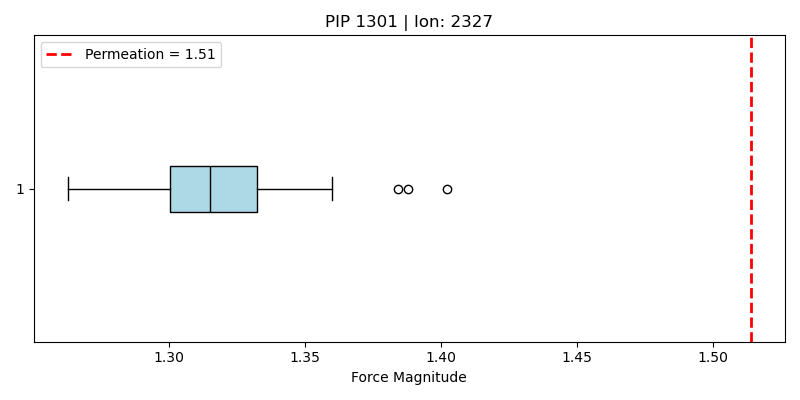 PIP 1301 | lon: 2327
Permeation = 1.51
1
1.30 1.35 1.40 1.45 1.50
Force Magnitude